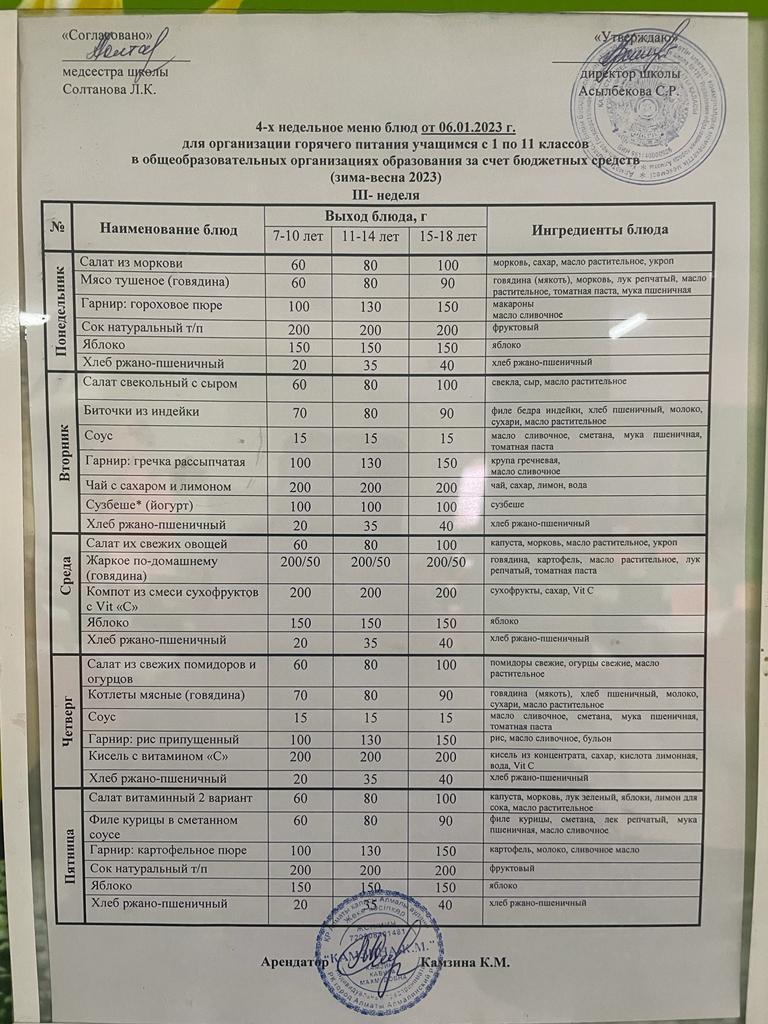 «Согласовано» «Утверждаю»
медсестра школы директор школы
Солтанова Л.К. Асылбекова С.Р.
4-х недельное меню блюд от 06.01.2023 г.
для организации горячего питания учащимся с 1 по 11 классов
в общеобразовательных организациях образования за счет бюджетных средств
(зима-весна 2023)
III- неделя
№ Наименование блюд Выход блюда, г Ингредиенты блюда
7-10 лет 11-14 лет 15-18 лет
Понедельник
Салат из моркови 60 80 100 морковь, сахар, масло растительное, укроп
Мясо тушеное (говядина) 60 80 90 говядина (мякоть), морковь, лук репчатый, масло
растительное, томатная паста, мука пшеничная
Гарнир: гороховое пюре 100 130 150 макароны
масло сливочное
Сок натуральный т/п 200 200 200 фруктовый
Яблоко 150 150 150 яблоко
Хлеб ржано-пшеничный 20 35 40 хлеб ржано-пшеничный
Вторник
Салат свекольный с сыром 60 80 100 свекла, сыр, масло растительное
Биточки из индейки 70 80 90 филе бедра индейки, хлеб пшеничный, молоко,
сухари, масло растительное
Соус 15 15 15 масло сливочное, сметана, мука пшеничная,
томатная паста
Гарнир: гречка рассыпчатая 100 130 150 крупа гречневая,
масло сливочное
Чай с сахаром и лимоном 200 200 200 чай, сахар, лимон, вода
Сузбеше* (йогурт) 100 100 100 сузбеше
Хлеб ржано-пшеничный 20 35 40 хлеб ржано-пшеничный
Среда
Салат их свежих овощей 60 80 100 капуста, морковь, масло растительное, укроп
Жаркое по-домашнему 200/50 200/50 200/50 говядина, картофель, масло растительное, лук
(говядина) репчатый, томатная паста
Компот из смеси сухофруктов 200 200 200 сухофрукты, сахар, Vit C
с Vit «С»
Яблоко 150 150 150 яблоко
Хлеб ржано-пшеничный 20 35 40 хлеб ржано-пшеничный
Четверг
Салат из свежих помидоров и 60 80 100 помидоры свежие, огурцы свежие, масло
огурцов растительное
Котлеты мясные (говядина) 70 80 90 говядина (мякоть), хлеб пшеничный, молоко,
сухари, масло растительное
Соус 15 15 15 масло сливочное, сметана, мука пшеничная,
томатная паста
Гарнир: рис припущенный 100 130 150 рис, масло сливочное, бульон
Кисель с витамином «С» 200 200 200 кисель из концентрата, сахар, кислота лимонная,
вода, Vit C
Хлеб ржано-пшеничный 20 35 40 хлеб ржано-пшеничный
Пятница
Салат витаминный 2 вариант 60 80 100 капуста, морковь, лук зеленый, яблоки, лимон для
сока, масло растительное
Филе курицы в сметанном 60 80 90 филе курицы, сметана, лек репчатый, мука
соусе пшеничная, масло сливочное
Гарнир: картофельное пюре 100 130 150 картофель, молоко, сливочное масло
Сок натуральный т/п 200 200 200 фруктовый
Яблоко 150 150 150 яблоко
Хлеб ржано-пшеничный 20 35 40 хлеб ржано-пшеничный
Арендатор Камзина К.М.